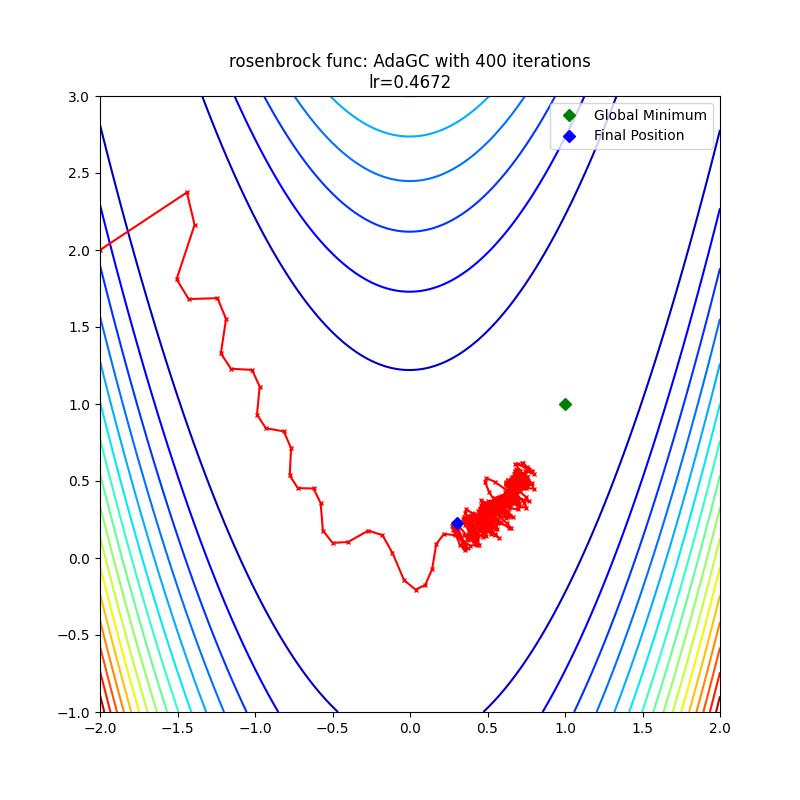 rosenbrock func: AdaGC with 400 iterations
lr=0.4672
Global Minimum
Final Position
3.0
2.5
2.0
1.5
1.0
0.5
0.0
−0.5
−1.0
−2.0 −1.5 −1.0 −0.5 0.0 0.5 1.0 1.5 2.0